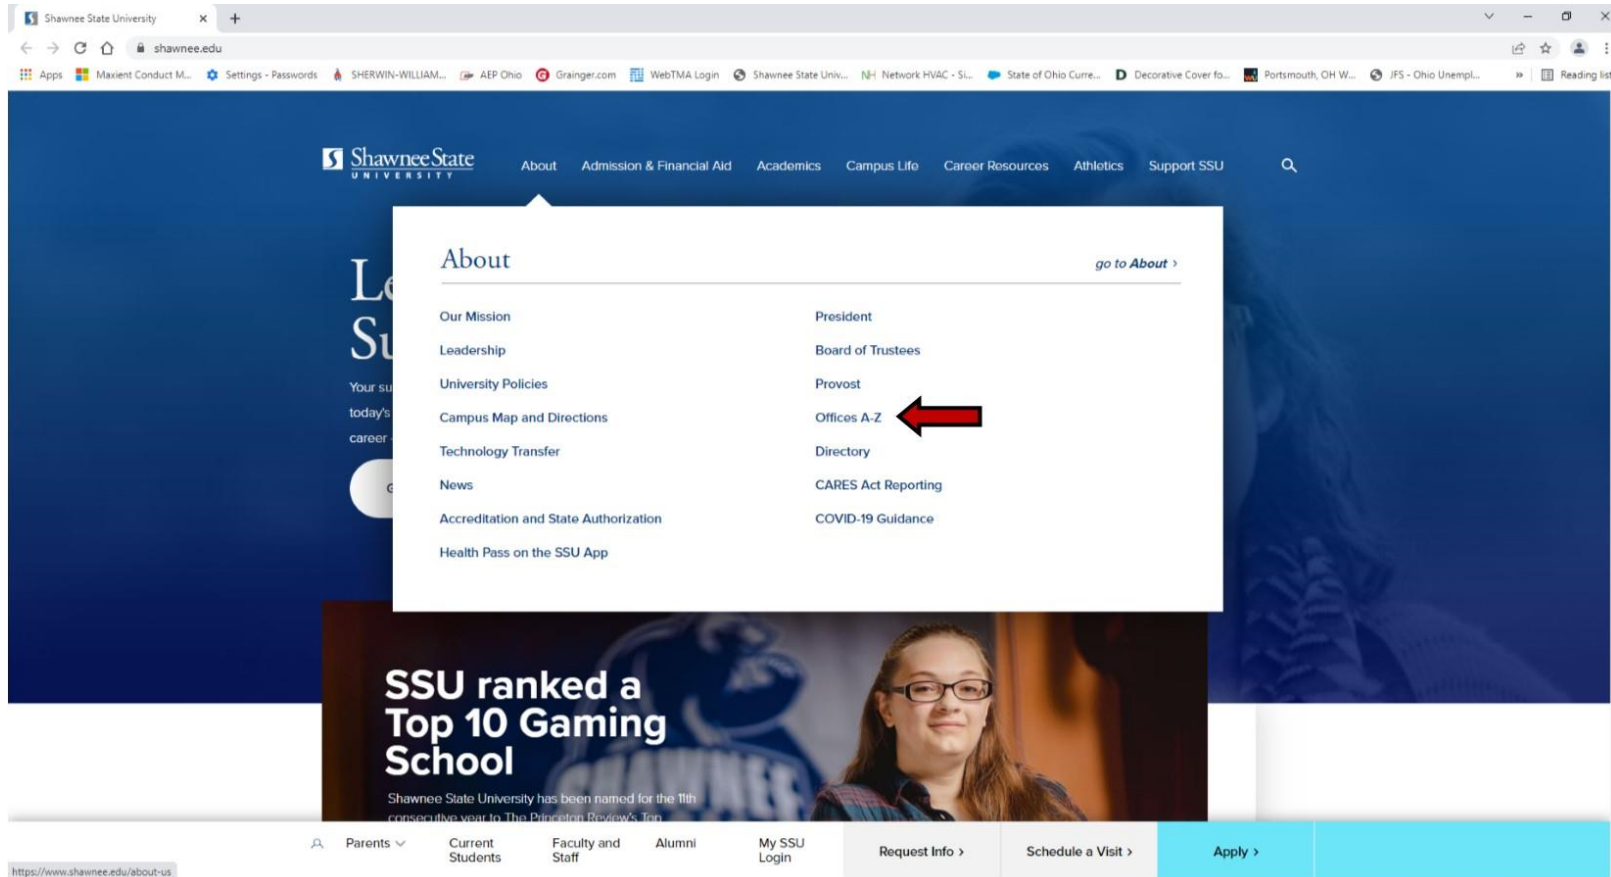 Shawnee State University
shawnee.edu
Apps Maxient Conduct M... Settings - Passwords SHERWIN-WILLIAM... AEP Ohio Grainger.com WebTMA Login Shawnee State Univ... NH Network HVAC - Si... State of Ohio Curre... D Decorative Cover fo... Portsmouth, OH W... JFS - Ohio Unempl... » Reading list
Shawnee State
UNIVERSITY
About Admission & Financial Aid Academics Campus Life Career Resources Athletics Support SSU
About
go to About >
Our Mission
Leadership
University Policies
Campus Map and Directions
Technology Transfer
News
Accreditation and State Authorization
Health Pass on the SSU App
President
Board of Trustees
Provost
Offices A-Z
Directory
CARES Act Reporting
COVID-19 Guidance
Your su
today's
career
SSU ranked a
Top 10 Gaming
School
Shawnee State University has been named for the 11th
consecutive year to The Princeton Review's Top
Parents
Current
Students
Faculty and
Staff
Alumni
My SSU
Login
Request Info >
Schedule a Visit >
Apply >
https://www.shawnee.edu/about-us